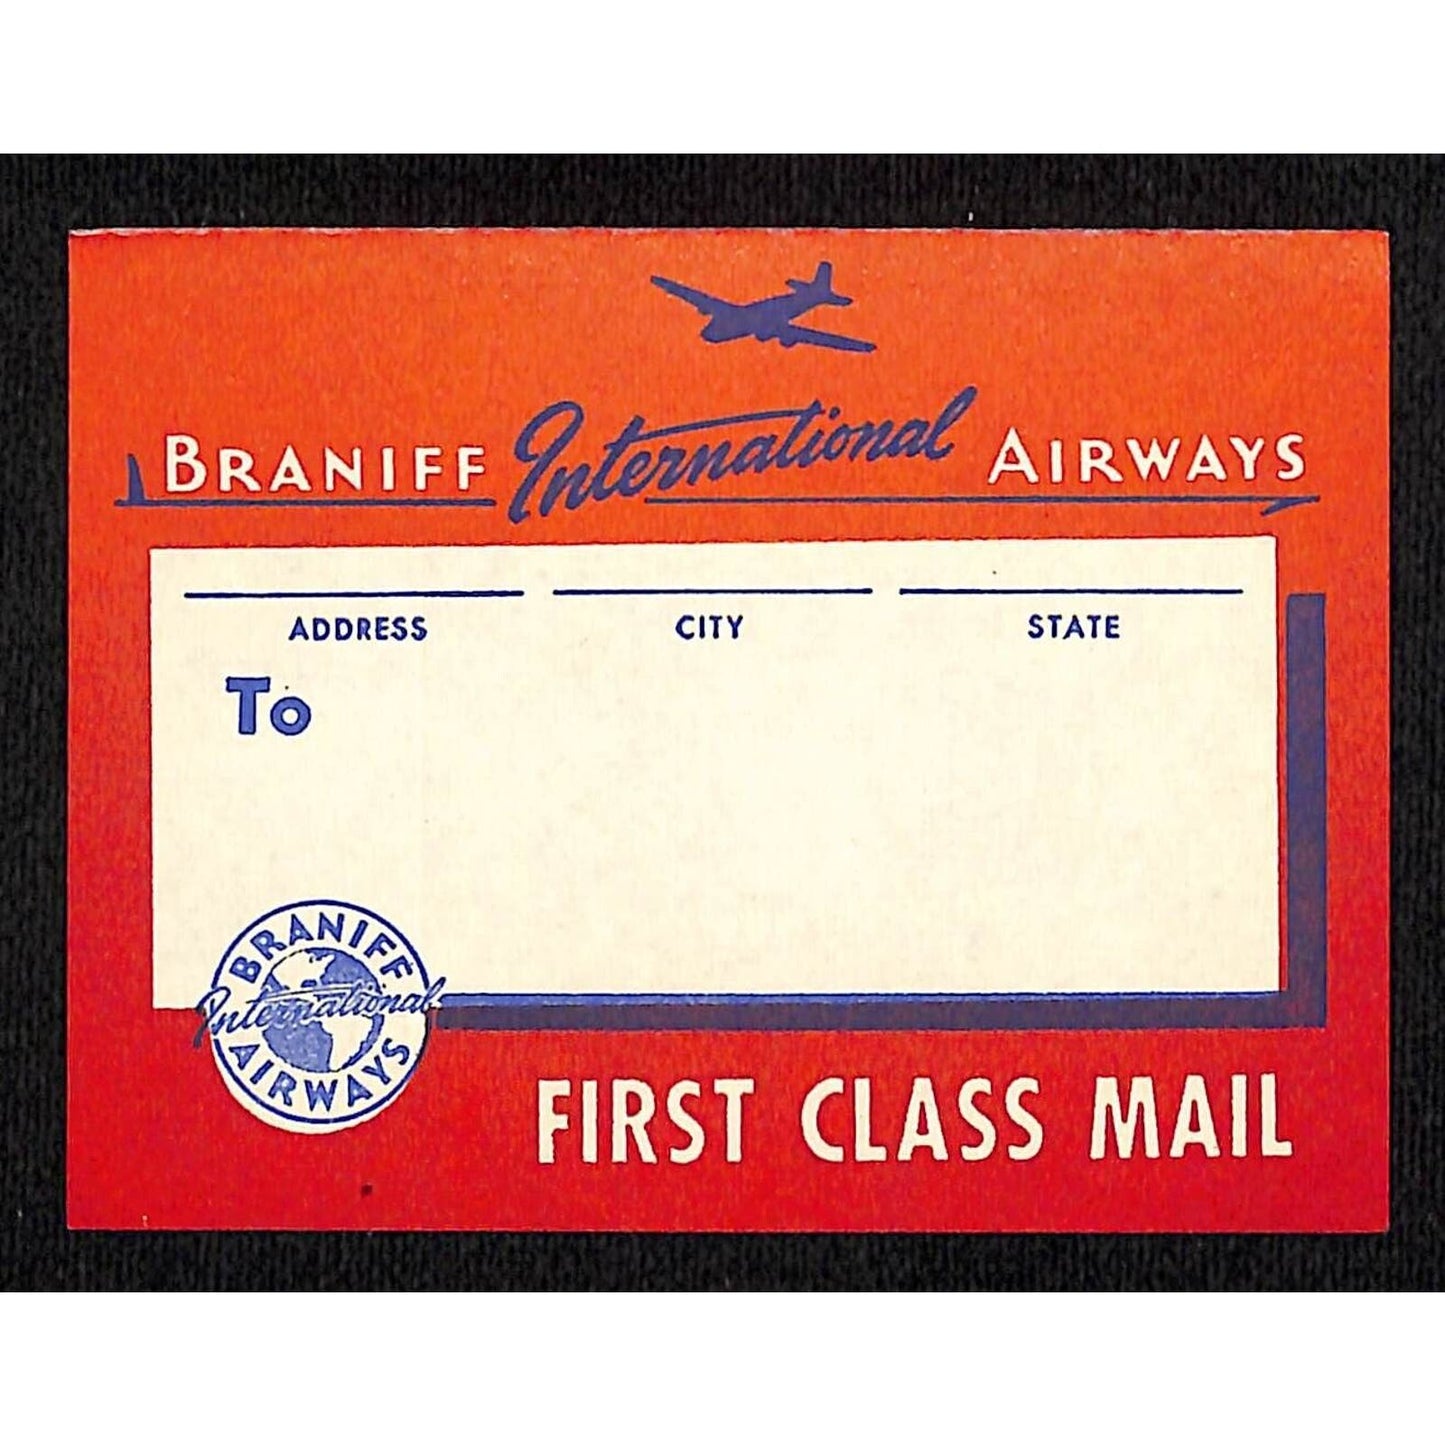 BRANIFF International AIRWAYS
ADDRESS CITY STATE
To
BRANIFF
International
AIRWAYS
FIRST CLASS MAIL